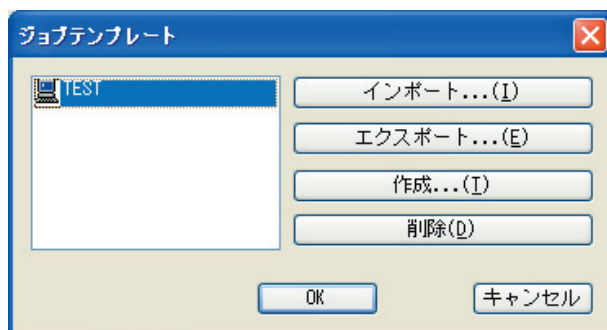 ジョブテンプレート
TEST
インポート...(I)
エクスポート...(E)
作成...(T)
削除(D)
OK
キャンセル